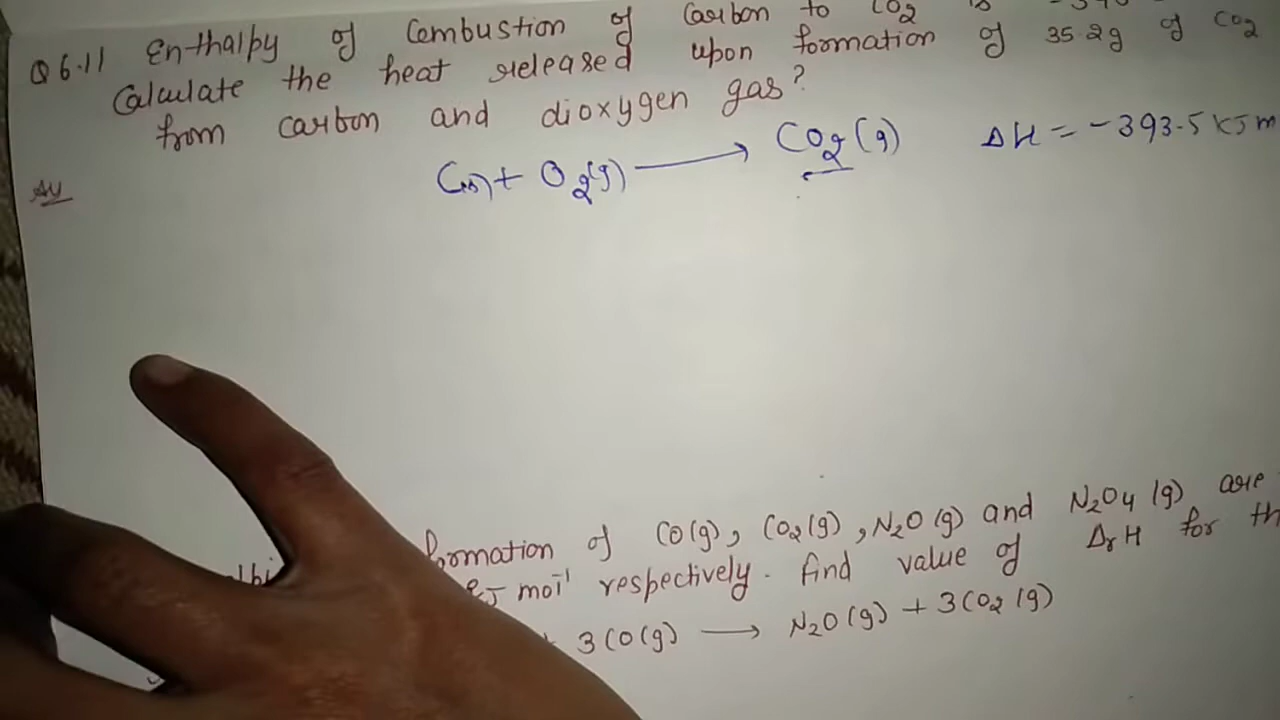 Q 6.11 Enthalpy of Combustion of Carbon to CO2 is
Calculate the heat released upon formation of 35.2g of CO2
from carbon and dioxygen gas?
C(s) + O2(g) ⟶ CO2(g) ΔH = -393.5 KJ m
formation of CO(g), CO2(g), N2O(g) and N2O4(g) are
mol-1 respectively. find value of ΔrH for th
3CO(g) ⟶ N2O(g) + 3CO2(g)